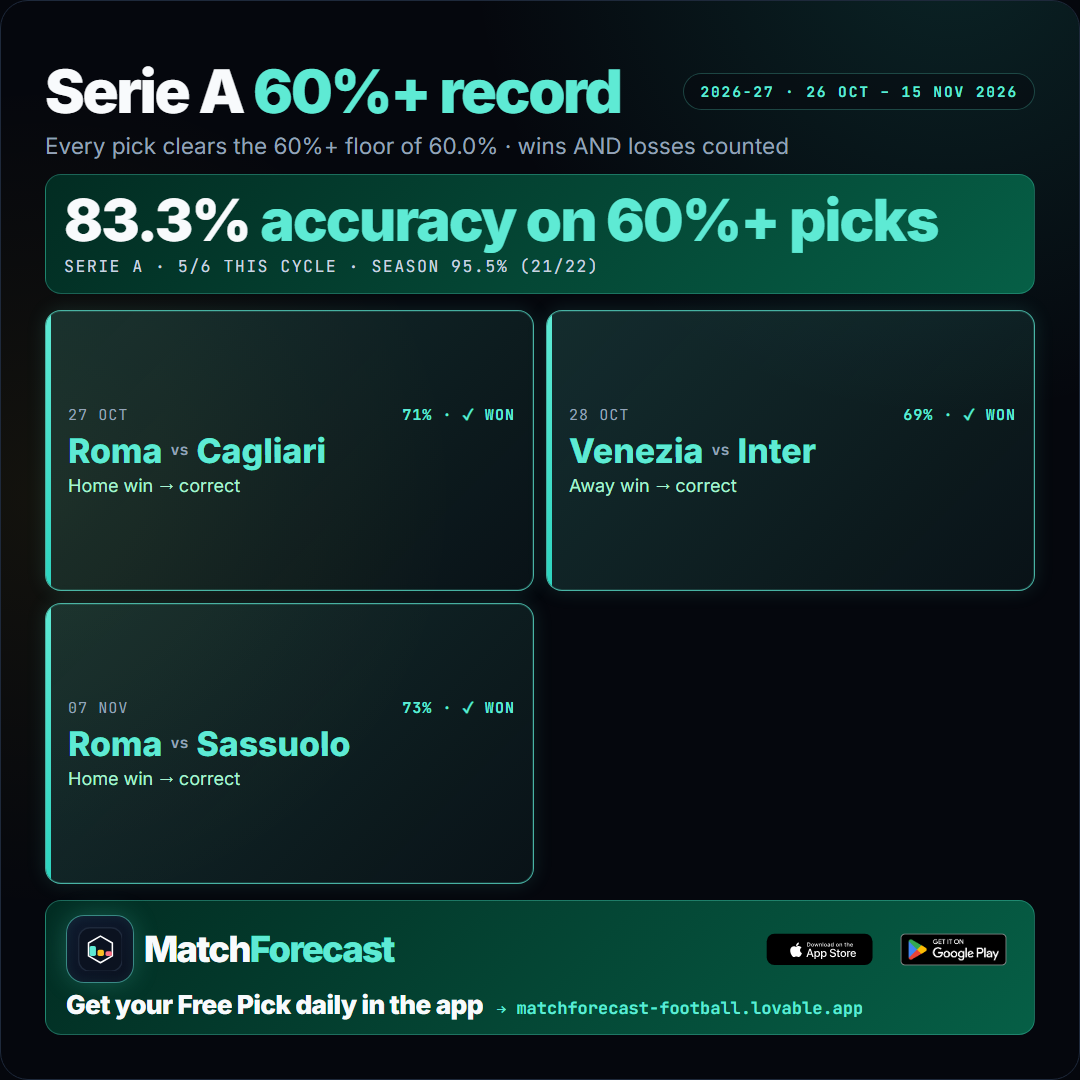 Serie A 60%+ record
2026-27 · 26 OCT – 15 NOV 2026
Every pick clears the 60%+ floor of 60.0% · wins AND losses counted
83.3% accuracy on 60%+ picks
SERIE A · 5/6 THIS CYCLE · SEASON 95.5% (21/22)
27 OCT
71% · ✓ WON
Roma vs Cagliari
Home win → correct
28 OCT
69% · ✓ WON
Venezia vs Inter
Away win → correct
07 NOV
73% · ✓ WON
Roma vs Sassuolo
Home win → correct
MatchForecast
Download on the
App Store
GET IT ON
Google Play
Get your Free Pick daily in the app → matchforecast-football.lovable.app